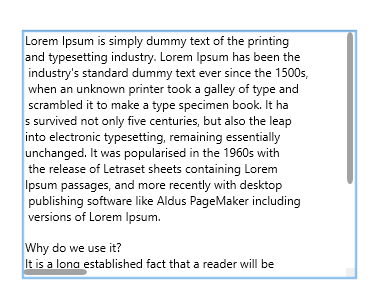 Lorem Ipsum is simply dummy text of the printing
and typesetting industry. Lorem Ipsum has been the
industry's standard dummy text ever since the 1500s,
when an unknown printer took a galley of type and
scrambled it to make a type specimen book. It ha
s survived not only five centuries, but also the leap
into electronic typesetting, remaining essentially
unchanged. It was popularised in the 1960s with
the release of Letraset sheets containing Lorem
Ipsum passages, and more recently with desktop
publishing software like Aldus PageMaker including
versions of Lorem Ipsum.
Why do we use it?
It is a long established fact that a reader will be